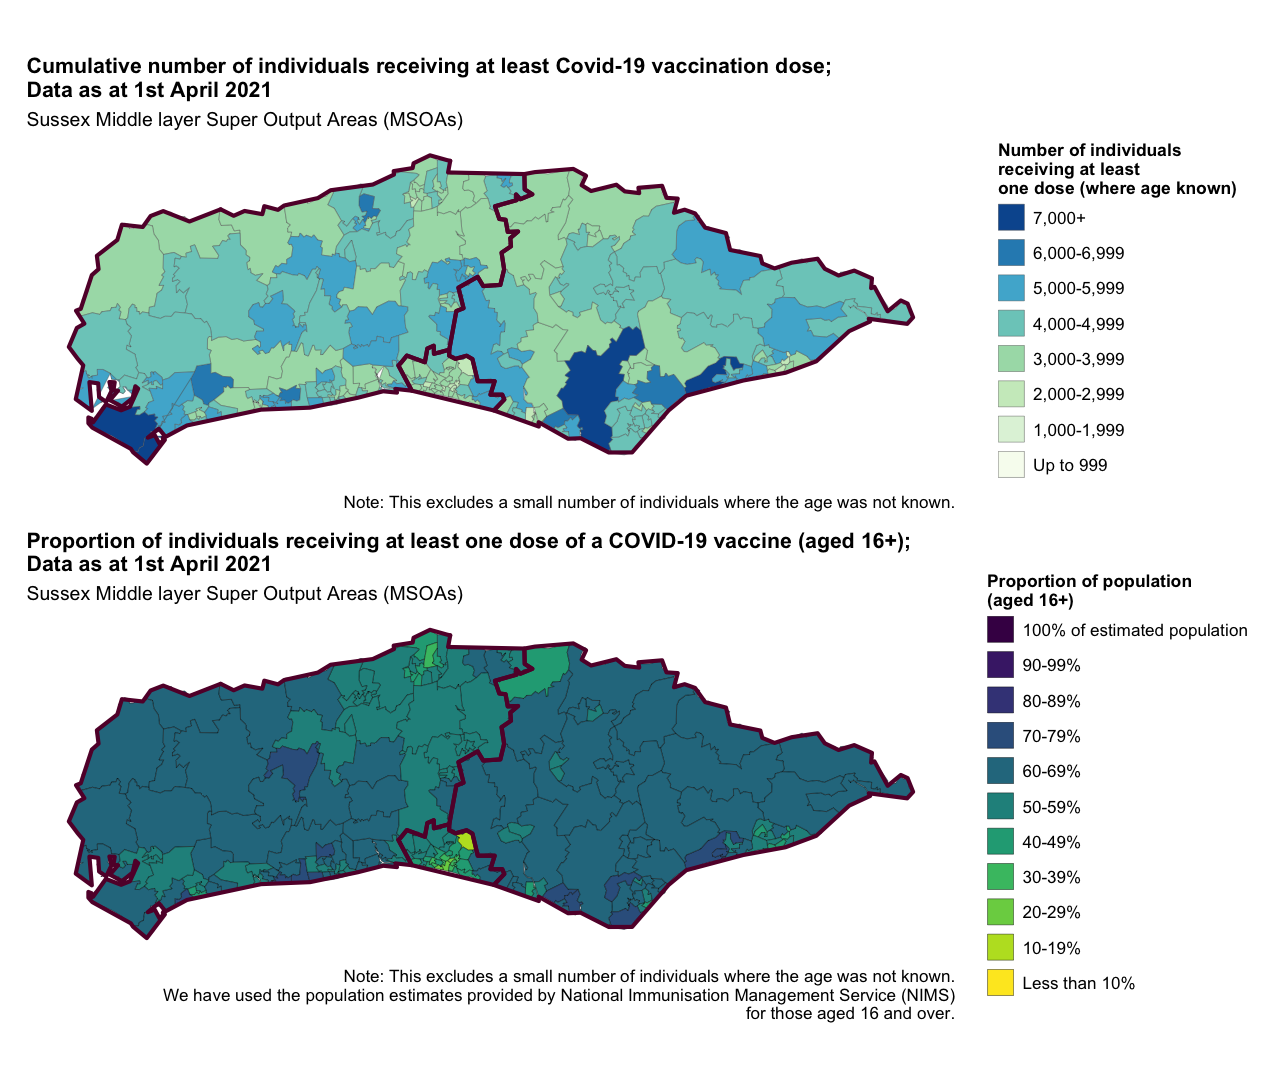 Cumulative number of individuals receiving at least Covid-19 vaccination dose;
Data as at 1st April 2021
Sussex Middle layer Super Output Areas (MSOAs)
Number of individuals
receiving at least
one dose (where age known)
7,000+
6,000-6,999
5,000-5,999
4,000-4,999
3,000-3,999
2,000-2,999
1,000-1,999
Up to 999
Note: This excludes a small number of individuals where the age was not known.
Proportion of individuals receiving at least one dose of a COVID-19 vaccine (aged 16+);
Data as at 1st April 2021
Sussex Middle layer Super Output Areas (MSOAs)
Proportion of population
(aged 16+)
100% of estimated population
90-99%
80-89%
70-79%
60-69%
50-59%
40-49%
30-39%
20-29%
10-19%
Less than 10%
Note: This excludes a small number of individuals where the age was not known.
We have used the population estimates provided by National Immunisation Management Service (NIMS)
for those aged 16 and over.